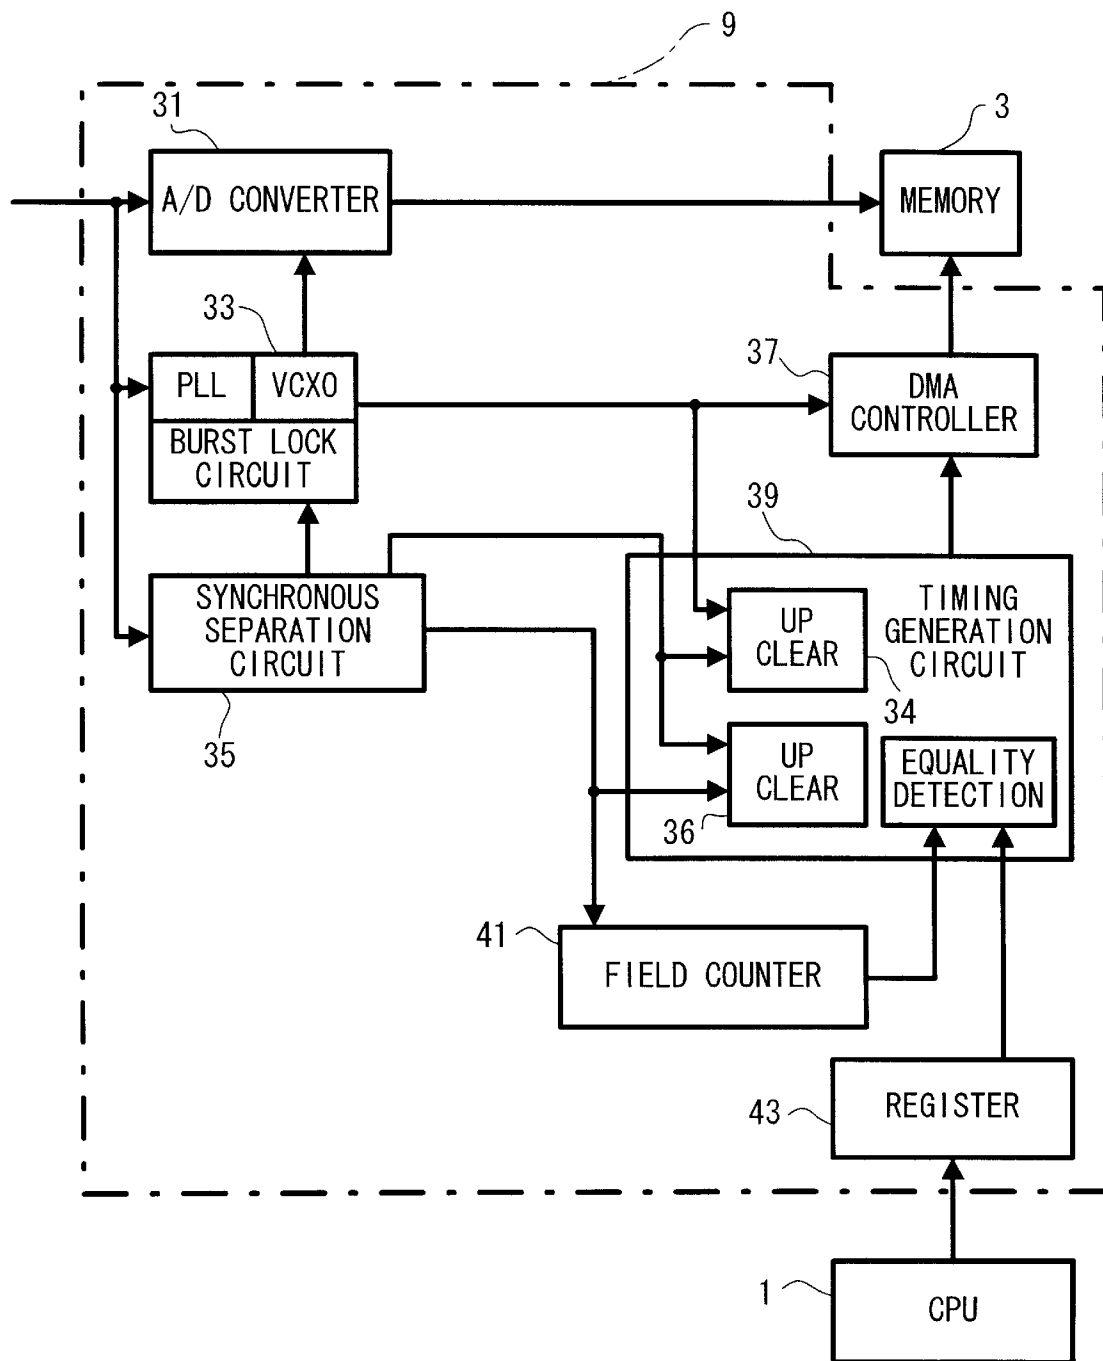 9
31
A/D CONVERTER
3
MEMORY
33
PLL
VCXO
BURST LOCK
CIRCUIT
37
DMA
CONTROLLER
39
SYNCHRONOUS
SEPARATION
CIRCUIT
35
TIMING
GENERATION
CIRCUIT
UP
CLEAR
34
UP
CLEAR
36
EQUALITY
DETECTION
41
FIELD COUNTER
43
REGISTER
1
CPU